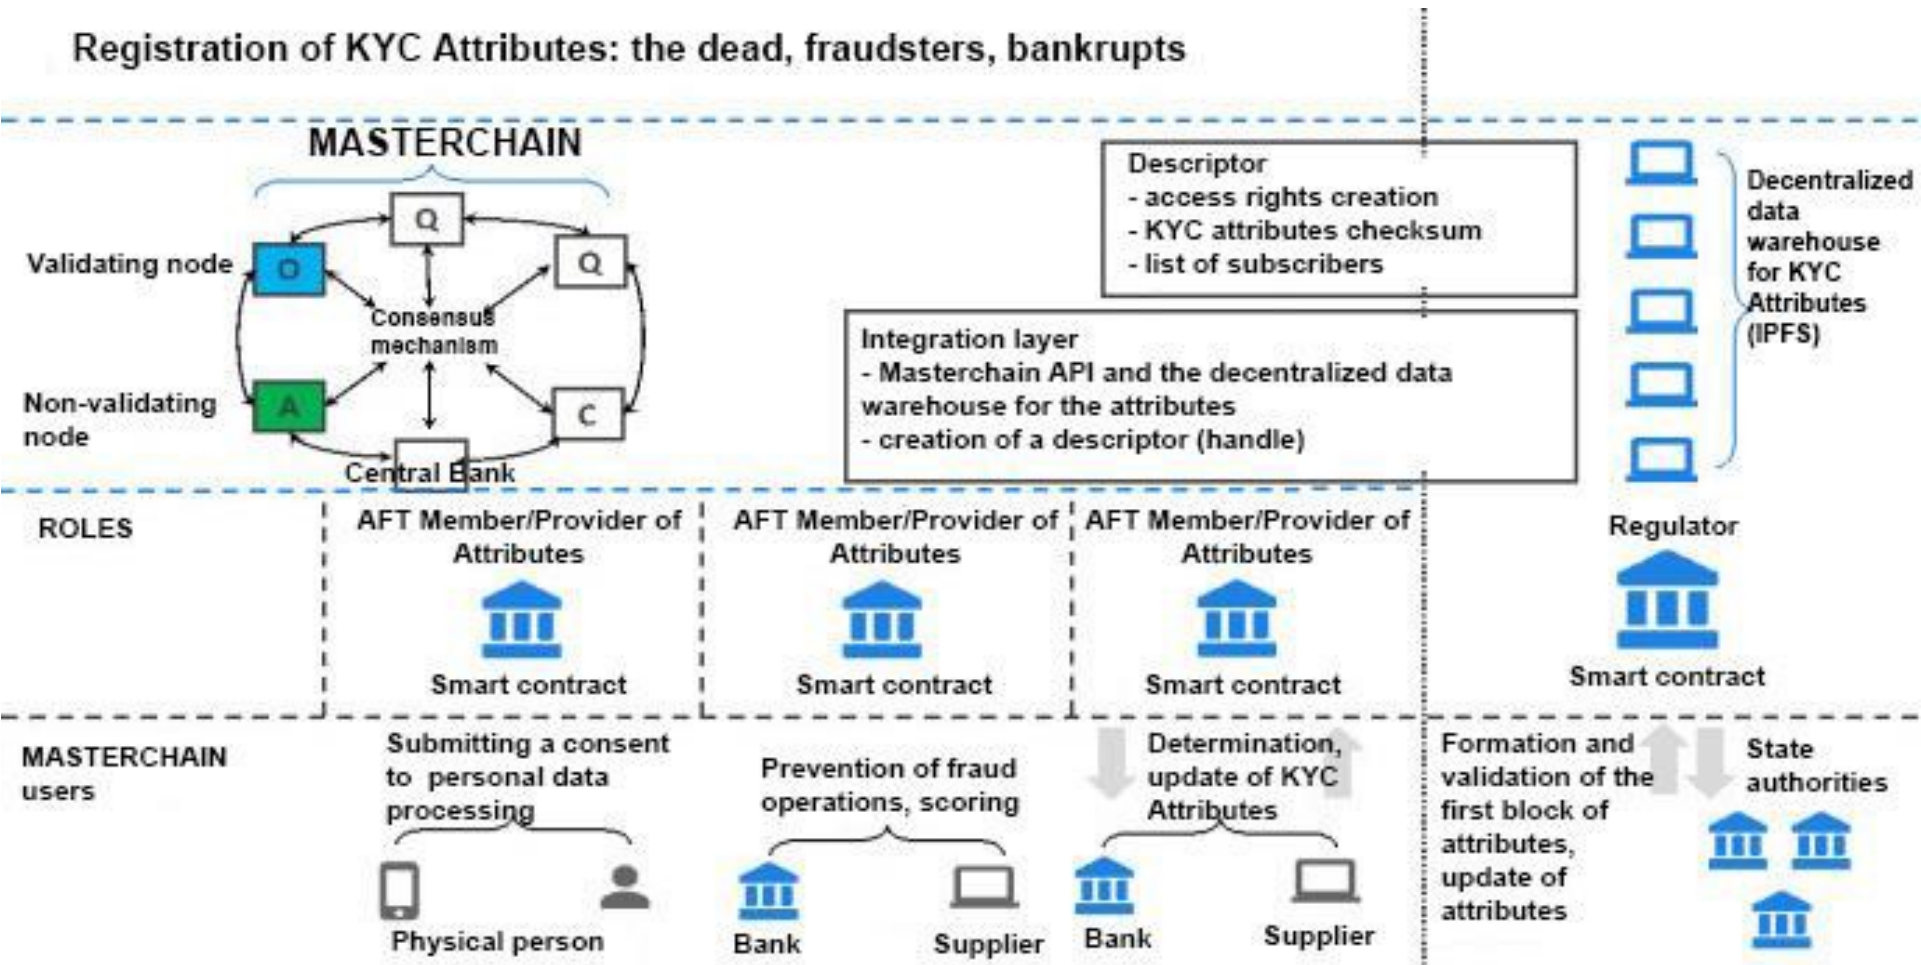 Registration of KYC Attributes: the dead, fraudsters, bankrupts
MASTERCHAIN
Validating node
O
Q
Q
Consensus
mechanism
Non-validating
node
A
C
Central Bank
Descriptor
- access rights creation
- KYC attributes checksum
- list of subscribers
Integration layer
- Masterchain API and the decentralized data
warehouse for the attributes
- creation of a descriptor (handle)
Decentralized
data
warehouse
for KYC
Attributes
(IPFS)
ROLES
AFT Member/Provider of
Attributes
Smart contract
AFT Member/Provider of
Attributes
Smart contract
AFT Member/Provider of
Attributes
Smart contract
Regulator
Smart contract
MASTERCHAIN
users
Submitting a consent
to personal data
processing
Physical person
Prevention of fraud
operations, scoring
Bank
Supplier
Determination,
update of KYC
Attributes
Bank
Supplier
Formation and
validation of the
first block of
attributes,
update of
attributes
State
authorities